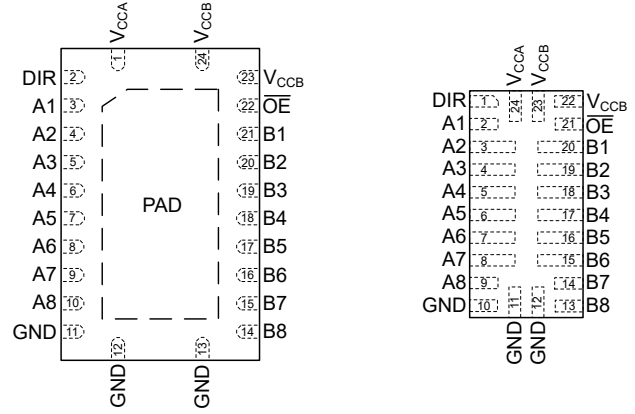 VCCA VCCB
1 24
DIR 2 23 VCCB
A1 3 22 OE
A2 4 21 B1
A3 5 20 B2
A4 6 19 B3
A5 7 PAD 18 B4
A6 8 17 B5
A7 9 16 B6
A8 10 15 B7
GND 11 14 B8
12 13
GND GND
VCCA VCCB
24 23
DIR 1 22 VCCB
A1 2 21 OE
A2 3 20 B1
A3 4 19 B2
A4 5 18 B3
A5 6 17 B4
A6 7 16 B5
A7 8 15 B6
A8 9 14 B7
GND 10 13 B8
11 12
GND GND